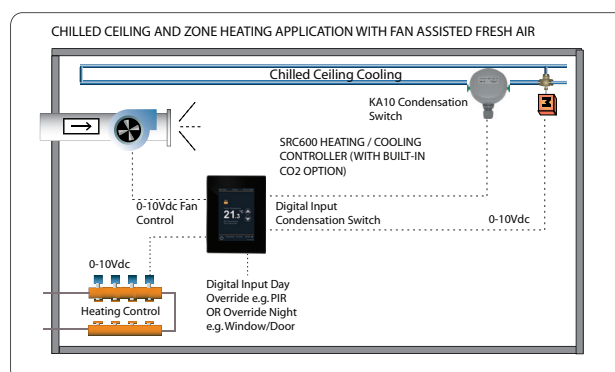 CHILLED CEILING AND ZONE HEATING APPLICATION WITH FAN ASSISTED FRESH AIR
Chilled Ceiling Cooling
KA10 Condensation
Switch
M
SRC600 HEATING / COOLING
CONTROLLER (WITH BUILT-IN
CO2 OPTION)
0-10Vdc Fan
Control
21.5
Digital Input
Condensation Switch
0-10Vdc
0-10Vdc
Heating Control
Digital Input Day
Override e.g. PIR
OR Override Night
e.g. Window/Door